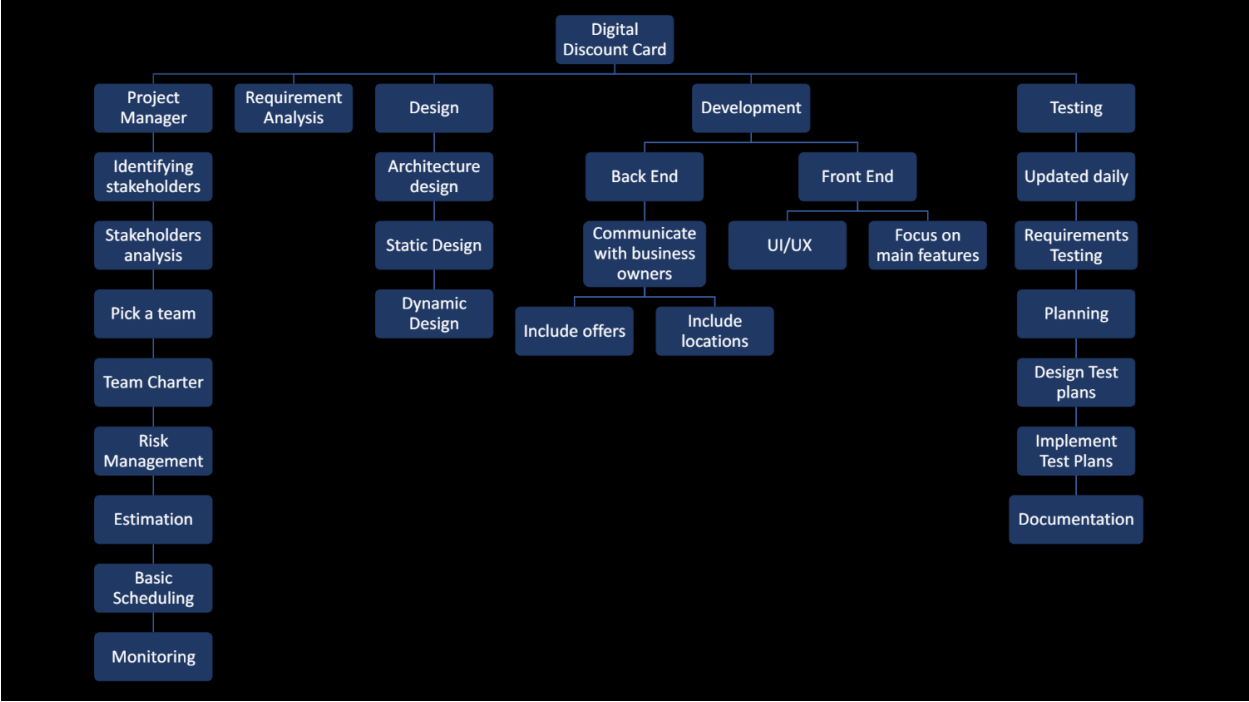 Digital
Discount Card
Project
Manager
Requirement
Analysis
Design
Development
Testing
Identifying
stakeholders
Architecture
design
Back End
Front End
Updated daily
Stakeholders
analysis
Static Design
Communicate
with business
owners
UI/UX
Focus on
main features
Requirements
Testing
Pick a team
Dynamic
Design
Include offers
Include
locations
Planning
Team Charter
Design Test
plans
Risk
Management
Implement
Test Plans
Estimation
Documentation
Basic
Scheduling
Monitoring